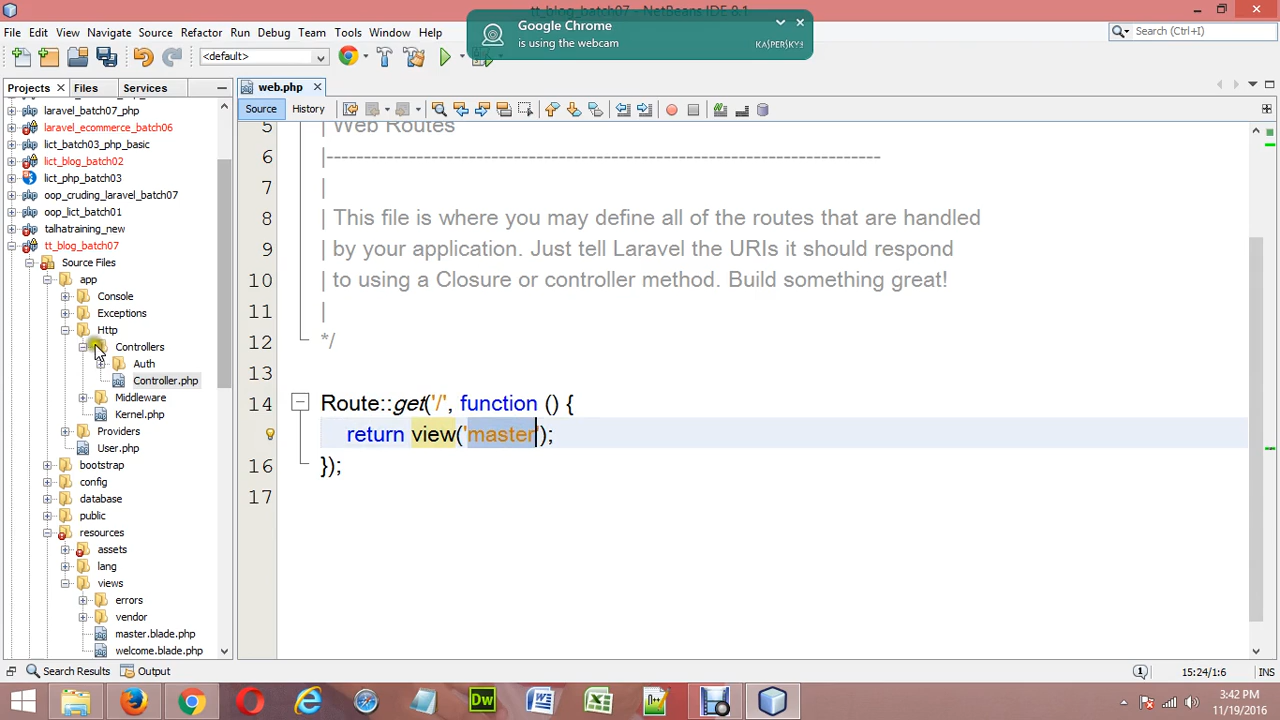 tt_blog_batch07 - NetBeans IDE 8.1
Google Chrome
is using the webcam
KASPERSKY
File Edit View Navigate Source Refactor Run Debug Team Tools Window Help
Search (Ctrl+I)
<default>
Projects Files Services
web.php
Source History
laravel_batch07_php
laravel_ecommerce_batch06
lict_batch03_php_basic
lict_blog_batch02
lict_php_batch03
oop_cruding_laravel_batch07
oop_lict_batch01
talhatraining_new
tt_blog_batch07
Source Files
app
Console
Exceptions
Http
Controllers
Auth
Controller.php
Middleware
Kernel.php
Providers
User.php
bootstrap
config
database
public
resources
assets
lang
views
errors
vendor
master.blade.php
welcome.blade.php
5 | Web Routes
6 |--------------------------------------------------------------------------
7 |
8 | This file is where you may define all of the routes that are handled
9 | by your application. Just tell Laravel the URIs it should respond
10 | to using a Closure or controller method. Build something great!
11 |
12 */
13
14 Route::get('/', function () {
return view('master');
16 });
17
Search Results Output
1 15:24/1:6 INS
Dw
3:42 PM
11/19/2016